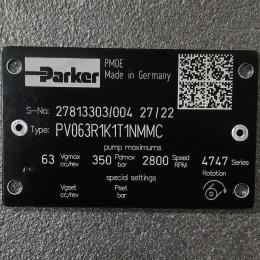 Parker
PMDE
Made in Germany
S-No: 27813303/004 27/22
Type: PV063R1K1T1NMMC
pump maximums
63 Vgmax cc/rev 350 Pdmax bar 2800 Speed RPM 4747 Series
special settings Rotation
Vgset cc/rev Pset bar